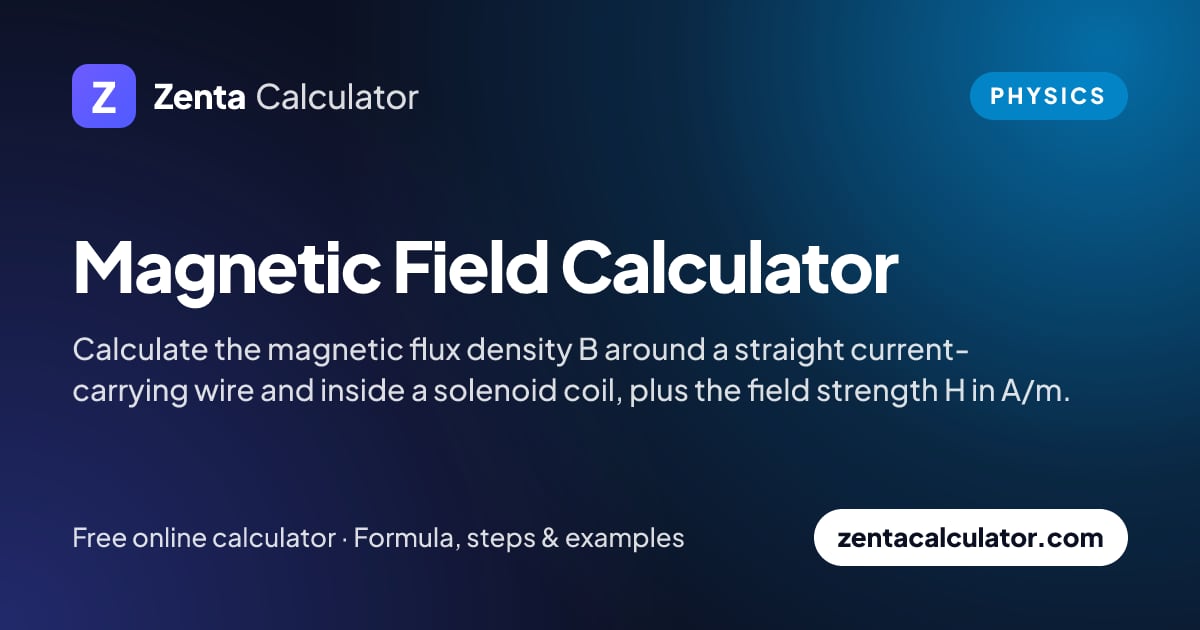 Z
Zenta Calculator
PHYSICS
Magnetic Field Calculator
Calculate the magnetic flux density B around a straight current-
carrying wire and inside a solenoid coil, plus the field strength H in A/m.
Free online calculator · Formula, steps & examples
zentacalculator.com